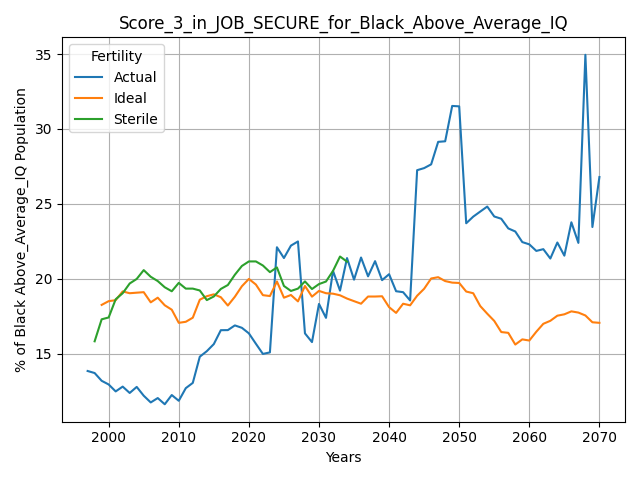 Score_3_in_JOB_SECURE_for_Black_Above_Average_IQ
Fertility
Actual
Ideal
Sterile
% of Black Above_Average_IQ Population
35
30
25
20
15
2000 2010 2020 2030 2040 2050 2060 2070
Years